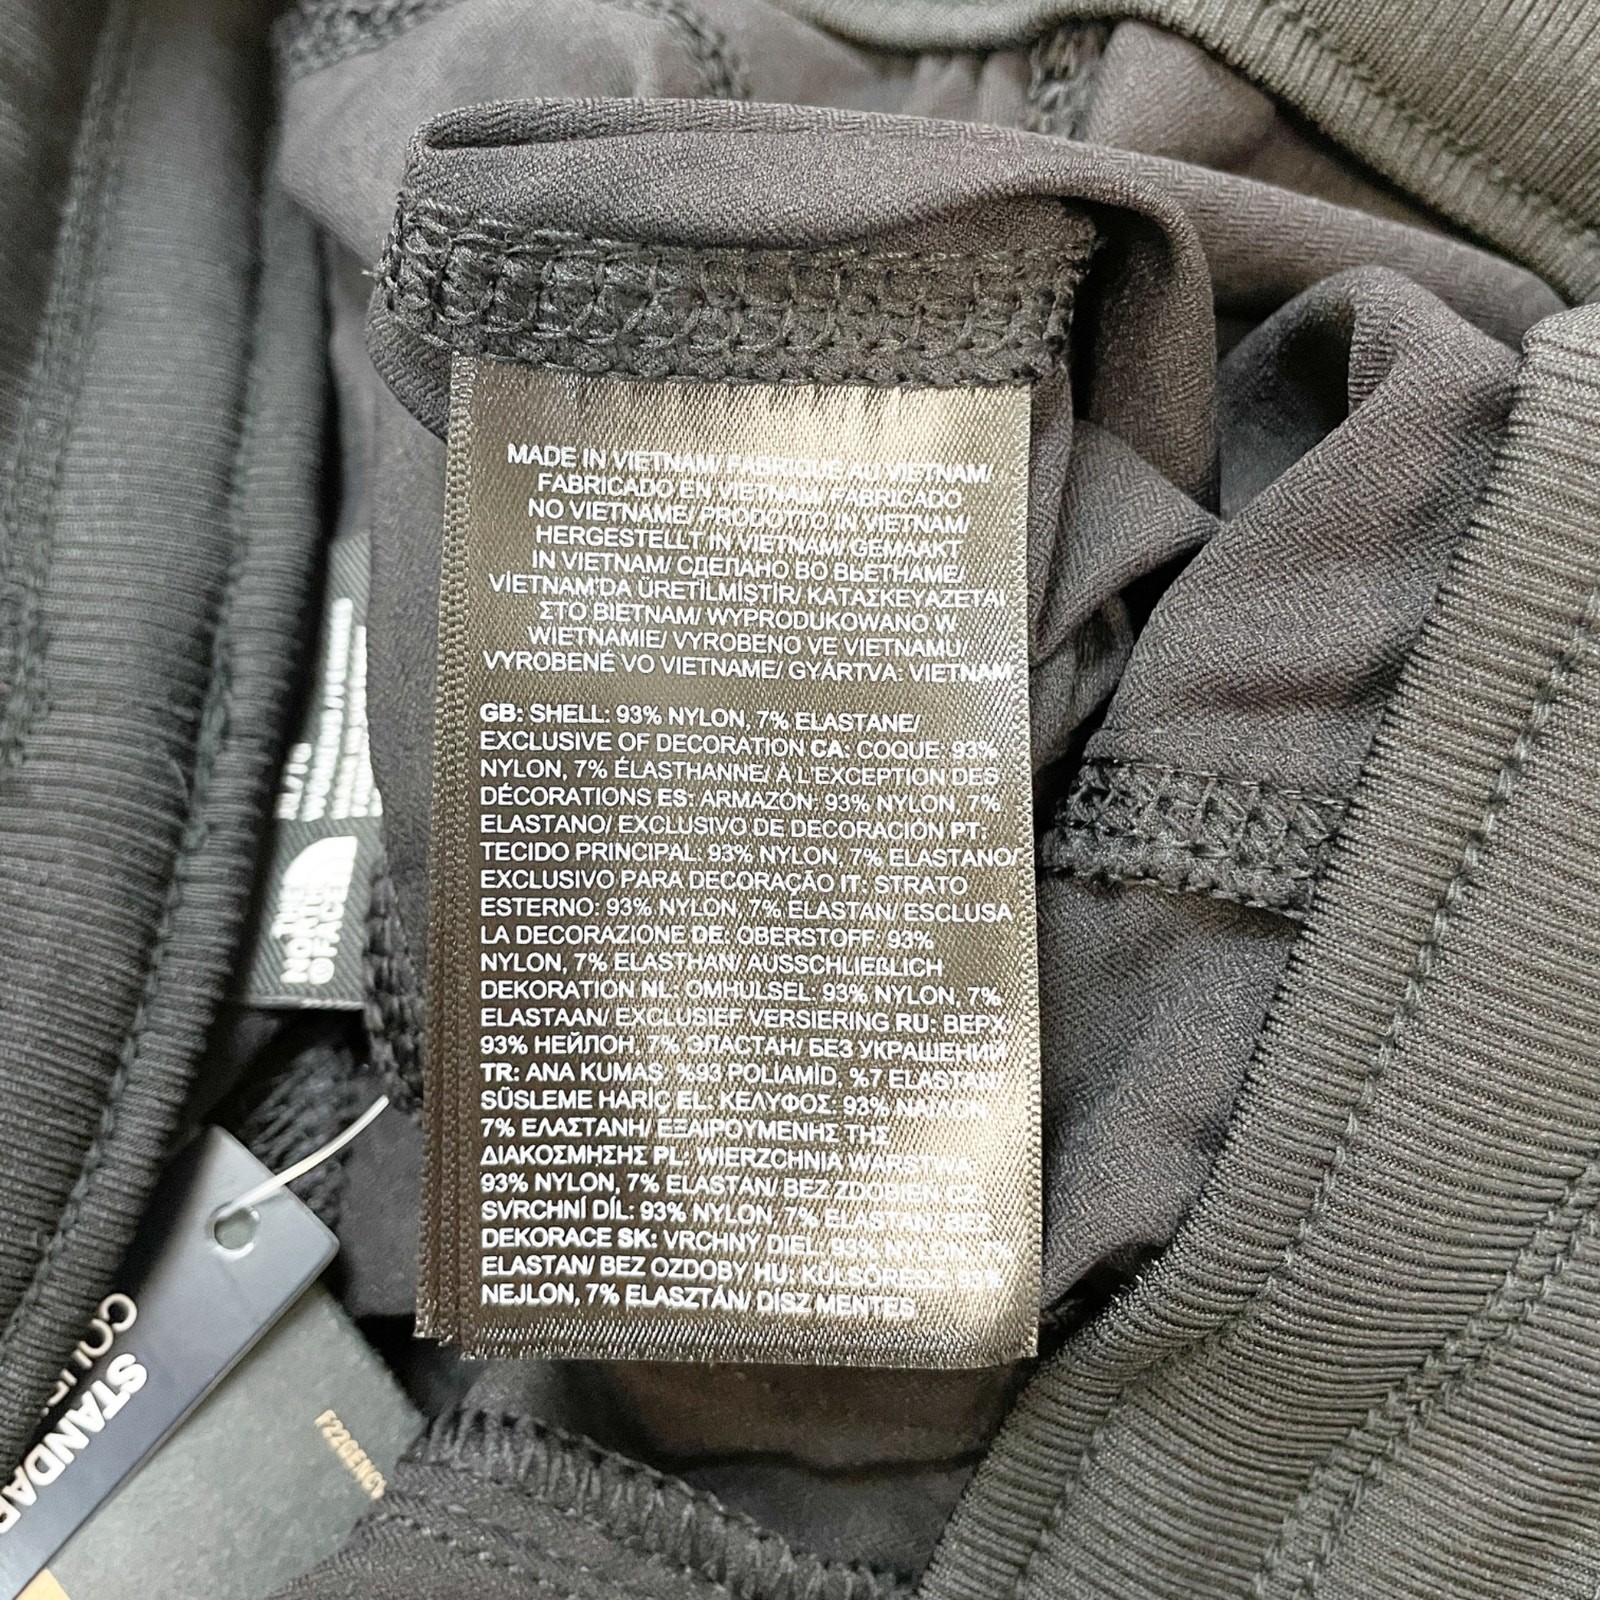 MADE IN VIETNAM/ FABRIQUÉ AU VIETNAM/
FABRICADO EN VIETNAM/ FABRICADO
NO VIETNAME/ PRODOTTO IN VIETNAM/
HERGESTELLT IN VIETNAM/ GEMAAKT
IN VIETNAM/ СДЕЛАНО ВО ВЬЕТНАМЕ/
VİETNAM'DA ÜRETİLMİSTİR/ ΚΑΤΑΣΚΕΥΑΖΕΤΑΙ
ΣΤΟ ΒΙΕΤΝΑΜ/ WYPRODUKOWANO W
WIETNAMIE/ VYROBENO VE VIETNAMU/
VYROBENÉ VO VIETNAME/ GYÁRTVA: VIETNAM
GB: SHELL: 93% NYLON, 7% ELASTANE/
EXCLUSIVE OF DECORATION CA: COQUE: 93%
NYLON, 7% ÉLASTHANNE/ À L'EXCEPTION DES
DÉCORATIONS ES: ARMAZÓN: 93% NYLON, 7%
ELASTANO/ EXCLUSIVO DE DECORACIÓN PT:
TECIDO PRINCIPAL: 93% NYLON, 7% ELASTANO/
EXCLUSIVO PARA DECORAÇÃO IT: STRATO
ESTERNO: 93% NYLON, 7% ELASTAN/ ESCLUSA
LA DECORAZIONE DE: OBERSTOFF: 93%
NYLON, 7% ELASTHAN/ AUSSCHLIEßLICH
DEKORATION NL: OMHULSEL: 93% NYLON, 7%
ELASTAAN/ EXCLUSIEF VERSIERING RU: ВЕРХ:
93% НЕЙЛОН, 7% ЭЛАСТАН/ БЕЗ УКРАШЕНИЙ
TR: ANA KUMAS: %93 POLIAMİD, %7 ELASTAN/
SÜSLEME HARİÇ EL: ΚΕΛΥΦΟΣ: 93% ΝΑΪΛΟΝ,
7% ΕΛΑΣΤΑΝΗ/ ΕΞΑΙΡΟΥΜΕΝΗΣ ΤΗΣ
ΔΙΑΚΟΣΜΗΣΗΣ PL: WIERZCHNIA WARSTWA:
93% NYLON, 7% ELASTAN/ BEZ ZDOBIEŃ CZ:
SVRCHNÍ DÍL: 93% NYLON, 7% ELASTAN/ BEZ
DEKORACE SK: VRCHNÝ DIEL: 93% NYLON, 7%
ELASTAN/ BEZ OZDOBY HU: KÜLSŐRÉSZ: 93%
NEJLON, 7% ELASZTÁN/ DÍSZ MENTES
THE
NORTH
FACE
STANDAR
F22GENCY